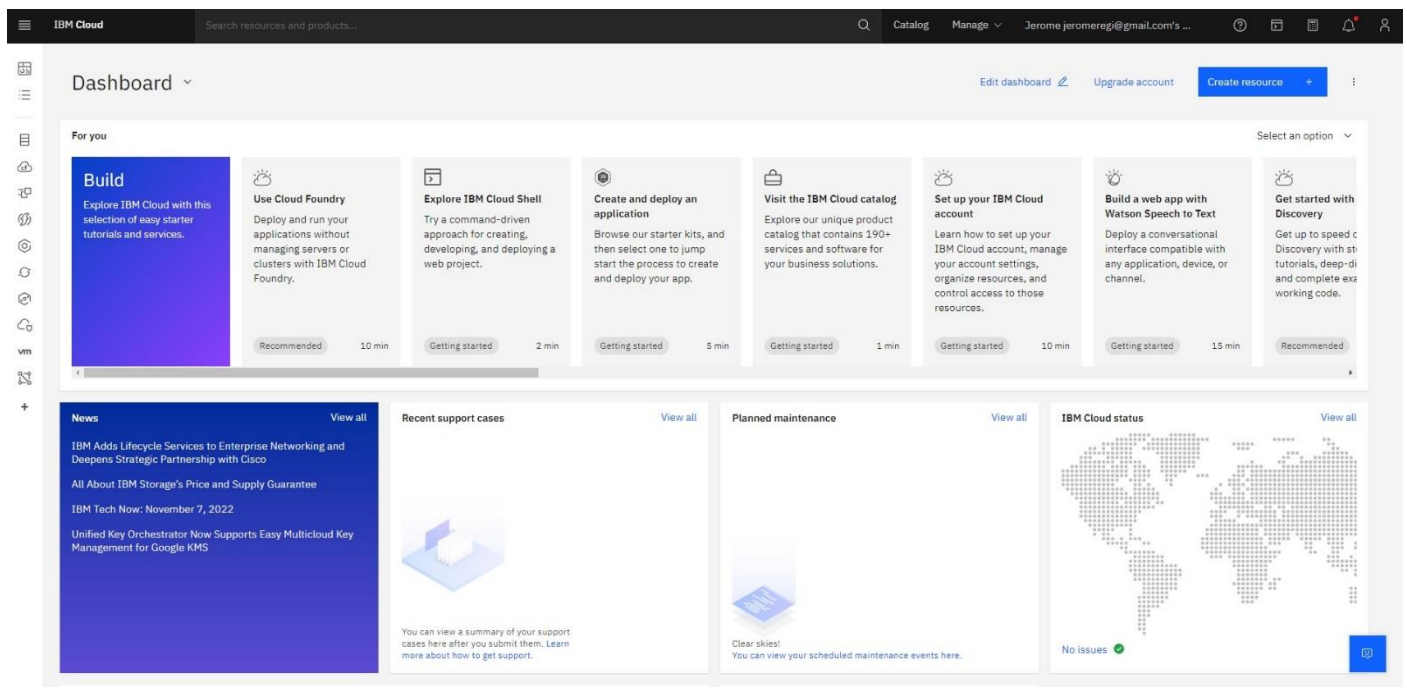 IBM Cloud
Search resources and products...
Catalog
Manage
Jerome jeromeregi@gmail.com's ...
Dashboard
Edit dashboard
Upgrade account
Create resource +
For you
Select an option
Build
Explore IBM Cloud with this
selection of easy starter
tutorials and services.
Use Cloud Foundry
Deploy and run your
applications without
managing servers or
clusters with IBM Cloud
Foundry.
Recommended
10 min
Explore IBM Cloud Shell
Try a command-driven
approach for creating,
developing, and deploying a
web project.
Getting started
2 min
Create and deploy an
application
Browse our starter kits, and
then select one to jump
start the process to create
and deploy your app.
Getting started
5 min
Visit the IBM Cloud catalog
Explore our unique product
catalog that contains 190+
services and software for
your business solutions.
Getting started
1 min
Set up your IBM Cloud
account
Learn how to set up your
IBM Cloud account, manage
your account settings,
organize resources, and
control access to those
resources.
Getting started
10 min
Build a web app with
Watson Speech to Text
Deploy a conversational
interface compatible with
any application, device, or
channel.
Getting started
15 min
Get started with
Discovery
Get up to speed
Discovery with
tutorials,
and complete
working code.
Recommended
vm
News
View all
IBM Adds Lifecycle Services to Enterprise Networking and
Deepens Strategic Partnership with Cisco
All About IBM Storage's Price and Supply Guarantee
IBM Tech Now: November 7, 2022
Unified Key Orchestrator Now Supports Easy Multicloud Key
Management for Google KMS
Recent support cases
View all
You can view a summary of your support
cases here after you submit them. Learn
more about how to get support.
Planned maintenance
View all
Clear skies!
You can view your scheduled maintenance events here.
IBM Cloud status
View all
No issues